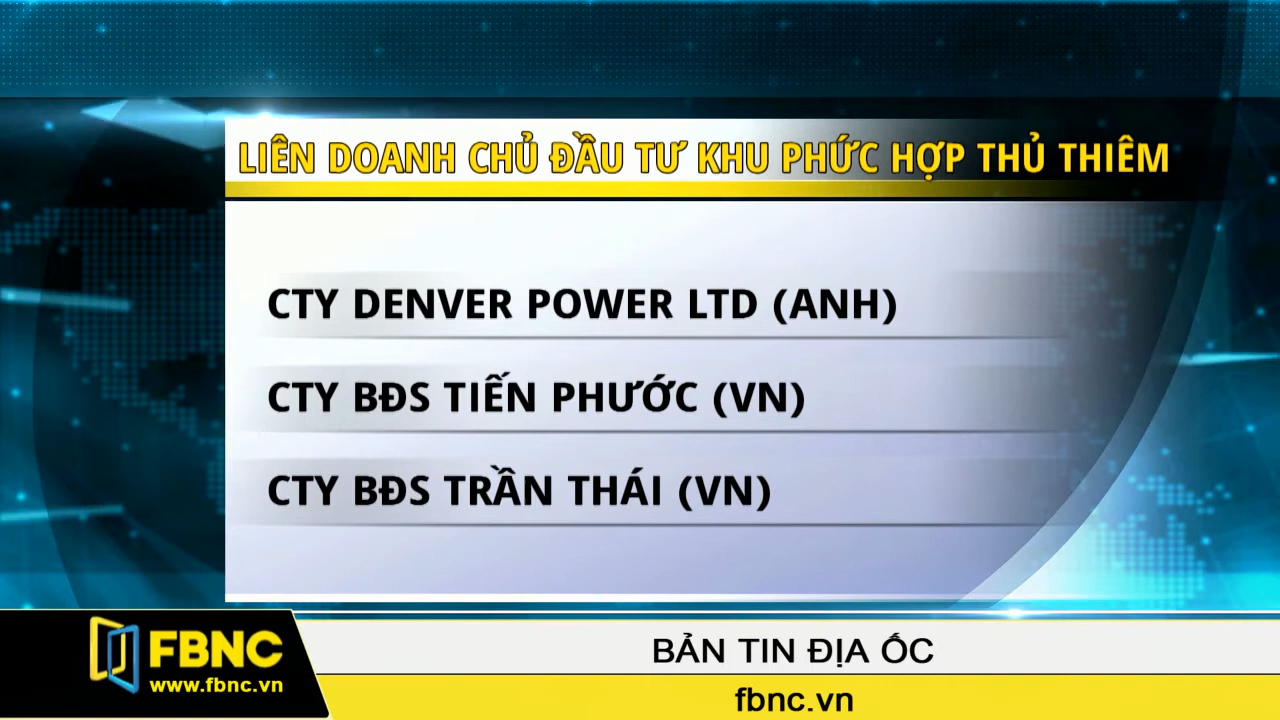 LIÊN DOANH CHỦ ĐẦU TƯ KHU PHỨC HỢP THỦ THIÊM
CTY DENVER POWER LTD (ANH)
CTY BĐS TIẾN PHƯỚC (VN)
CTY BĐS TRẦN THÁI (VN)
FBNC
www.fbnc.vn
BẢN TIN ĐỊA ỐC
fbnc.vn